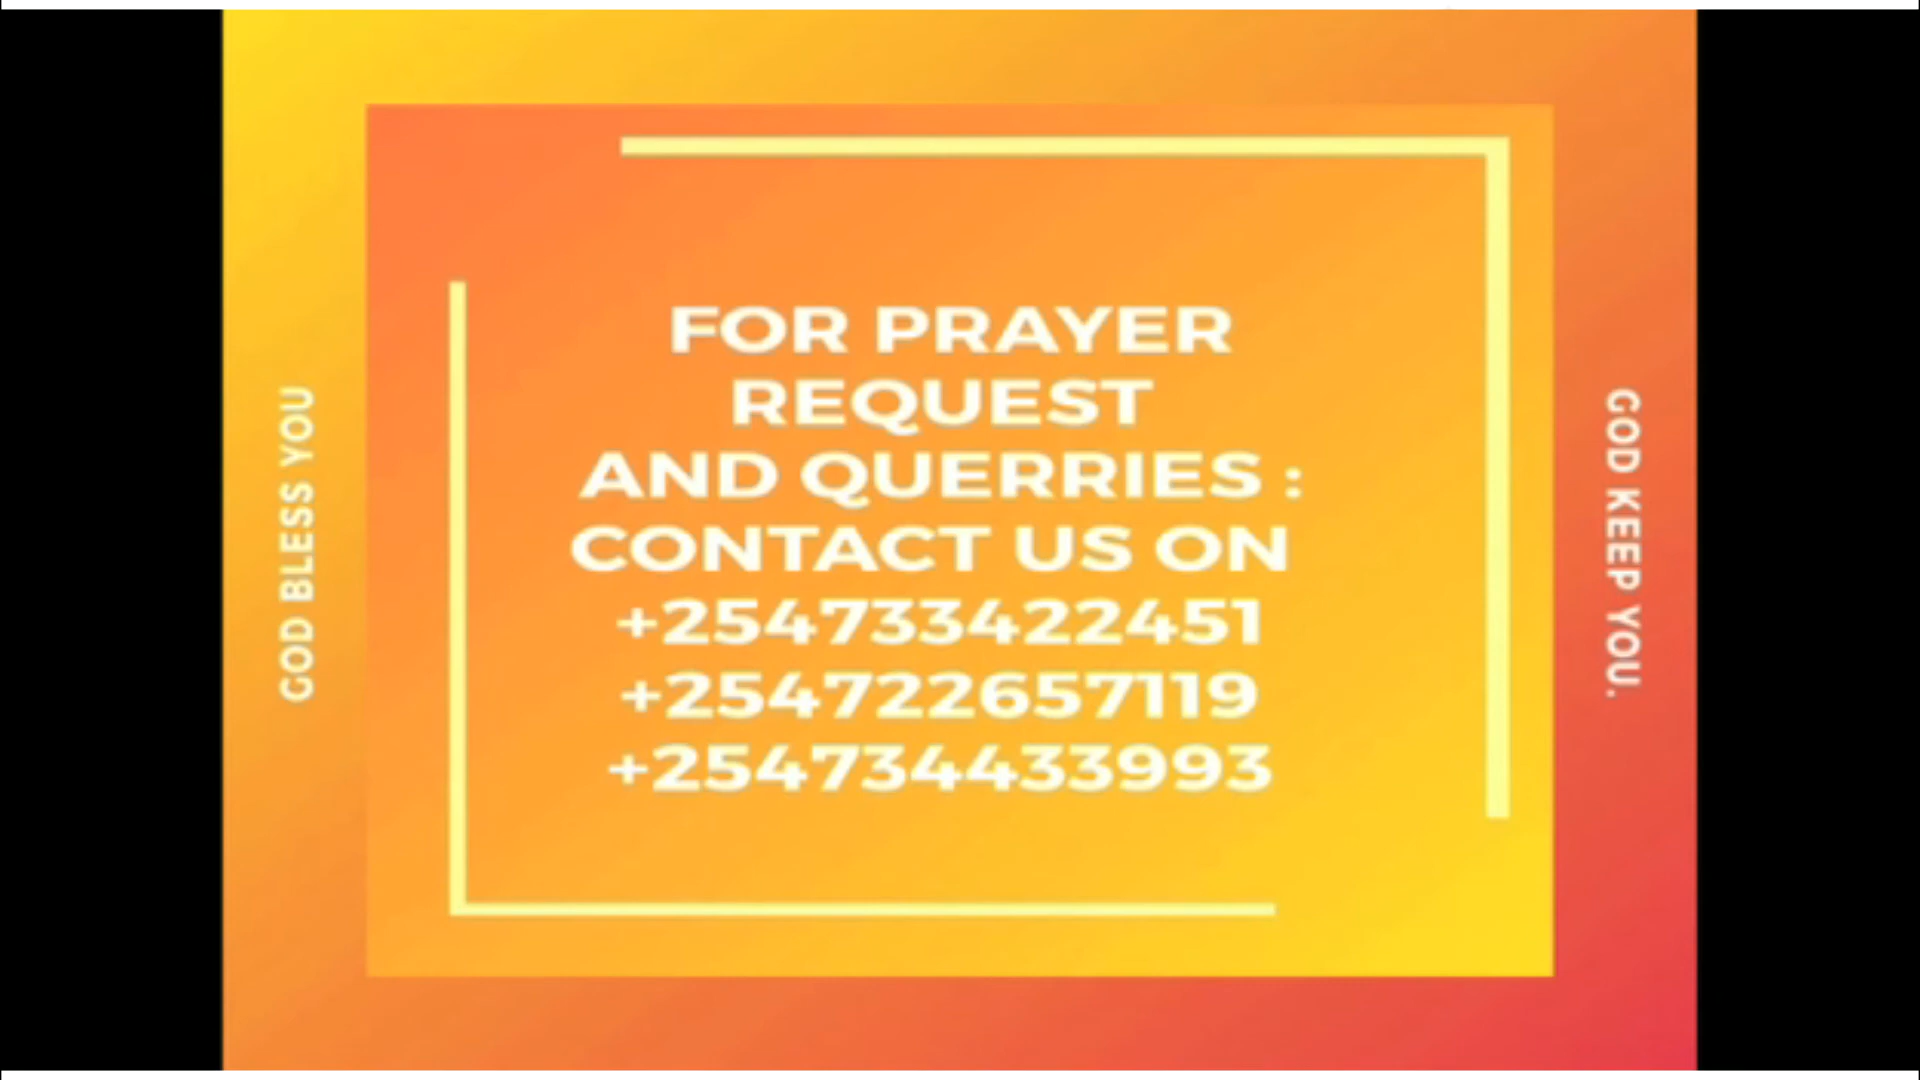 FOR PRAYER
REQUEST
AND QUERRIES :
CONTACT US ON
+254733422451
+254722657119
+254734433993
GOD BLESS YOU
GOD KEEP YOU.